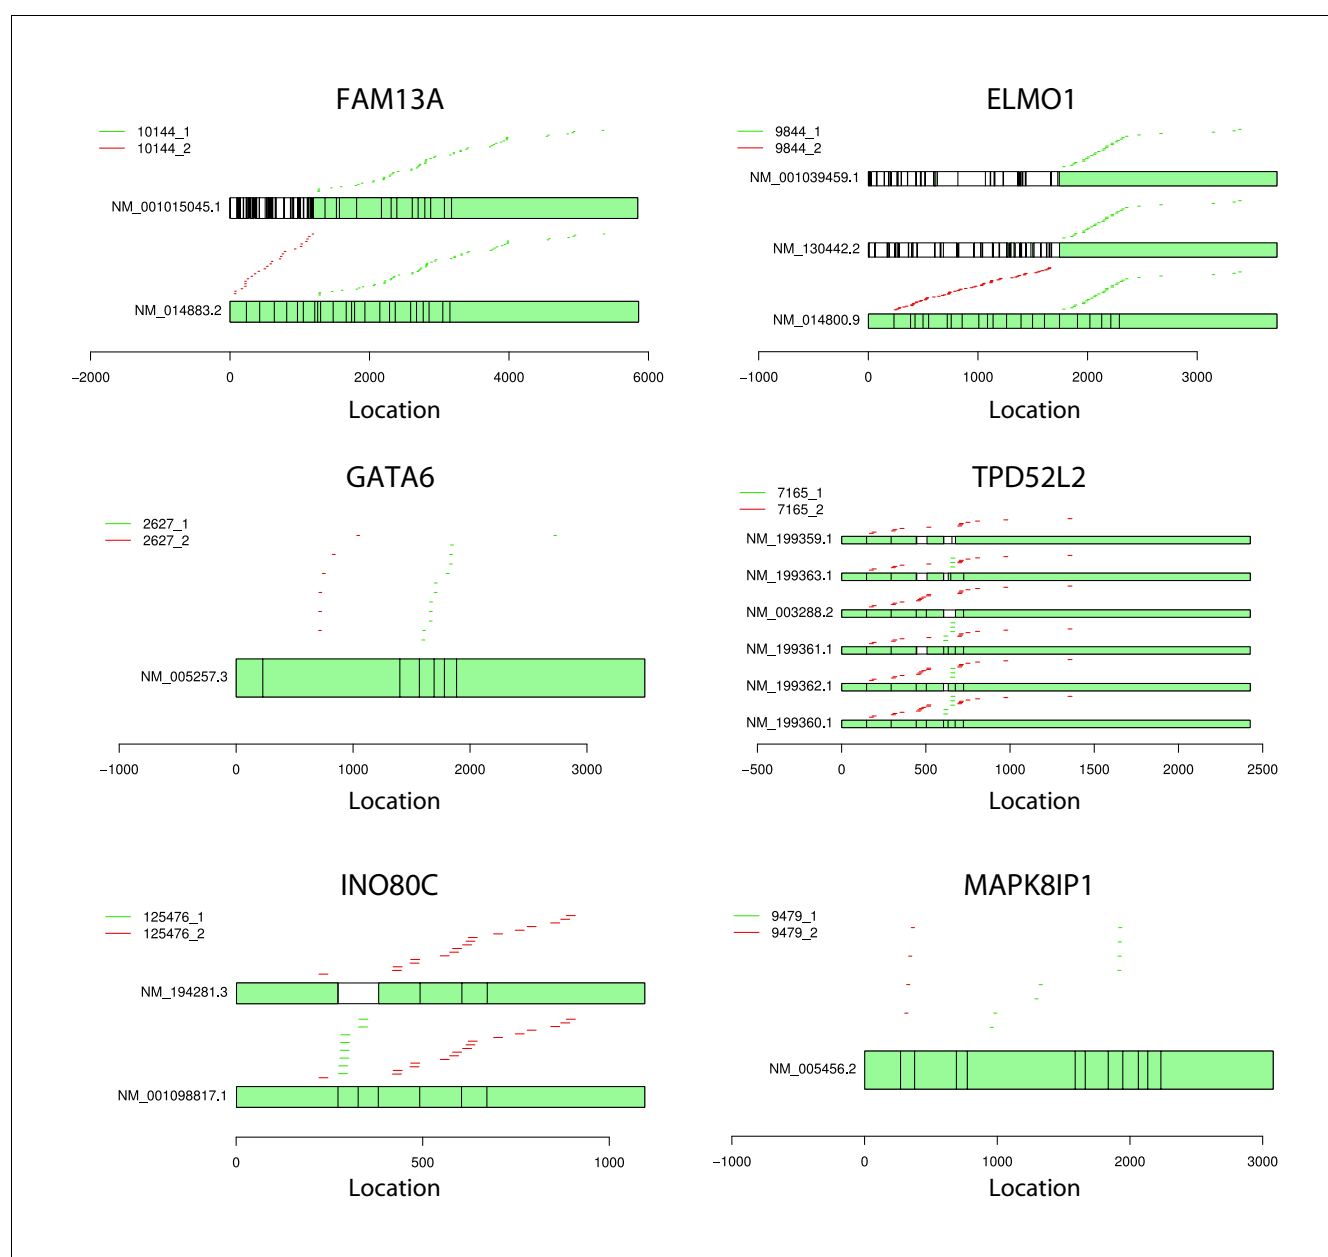 FAM13A
10144_1
10144_2
NM_001015045.1
NM_014883.2
−2000 0 2000 4000 6000
Location
ELMO1
9844_1
9844_2
NM_001039459.1
NM_130442.2
NM_014800.9
−1000 0 1000 2000 3000
Location
GATA6
2627_1
2627_2
NM_005257.3
−1000 0 1000 2000 3000
Location
TPD52L2
7165_1
7165_2
NM_199359.1
NM_199363.1
NM_003288.2
NM_199361.1
NM_199362.1
NM_199360.1
−500 0 500 1000 1500 2000 2500
Location
INO80C
125476_1
125476_2
NM_194281.3
NM_001098817.1
0 500 1000
Location
MAPK8IP1
9479_1
9479_2
NM_005456.2
−1000 0 1000 2000 3000
Location